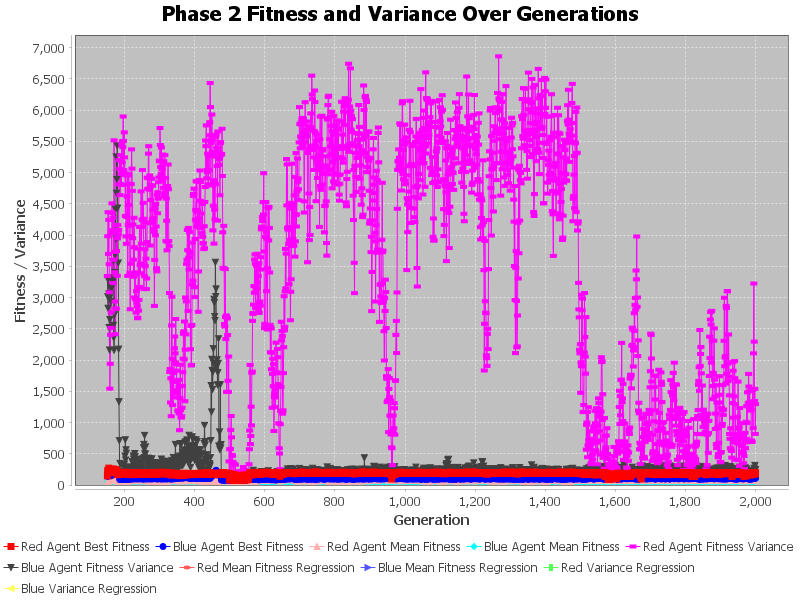 Phase 2 Fitness and Variance Over Generations
7,000
6,500
6,000
5,500
5,000
4,500
4,000
3,500
3,000
2,500
2,000
1,500
1,000
500
0
Fitness / Variance
200 400 600 800 1,000 1,200 1,400 1,600 1,800 2,000
Generation
Red Agent Best Fitness Blue Agent Best Fitness Red Agent Mean Fitness Blue Agent Mean Fitness Red Agent Fitness Variance
Blue Agent Fitness Variance Red Mean Fitness Regression Blue Mean Fitness Regression Red Variance Regression
Blue Variance Regression